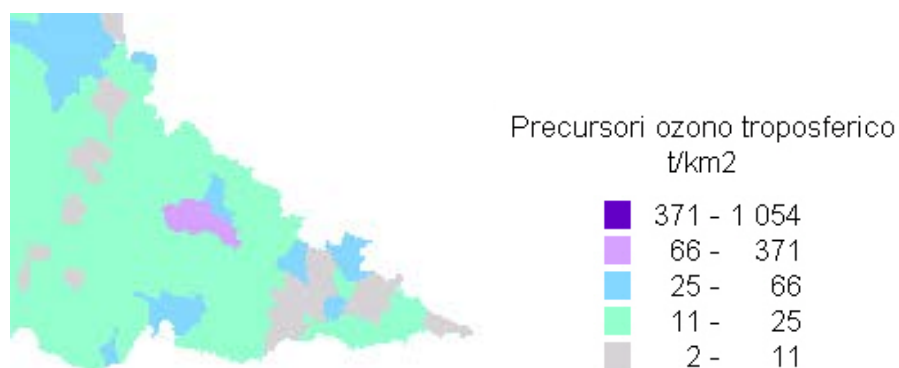 Precursori ozono troposferico
t/km2
371 - 1 054
66 - 371
25 - 66
11 - 25
2 - 11